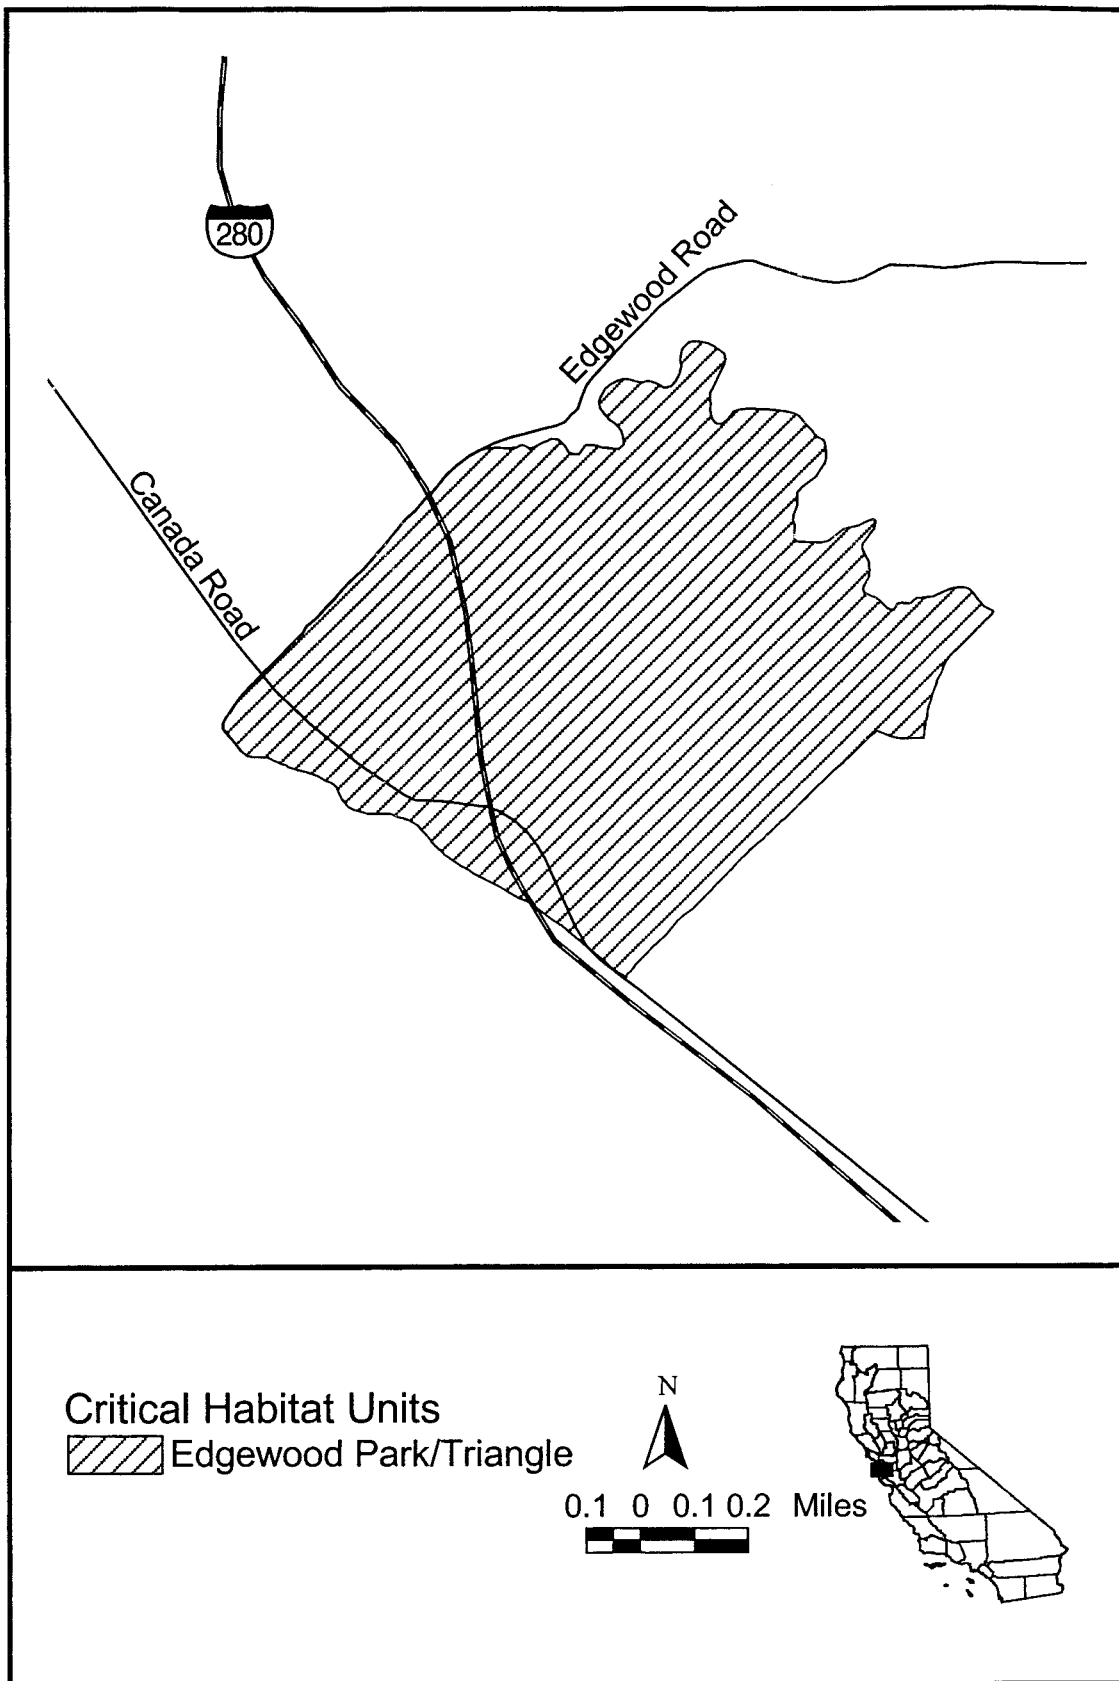 280
Edgewood Road
Canada Road
Critical Habitat Units
Edgewood Park/Triangle
N
0.1 0 0.1 0.2 Miles